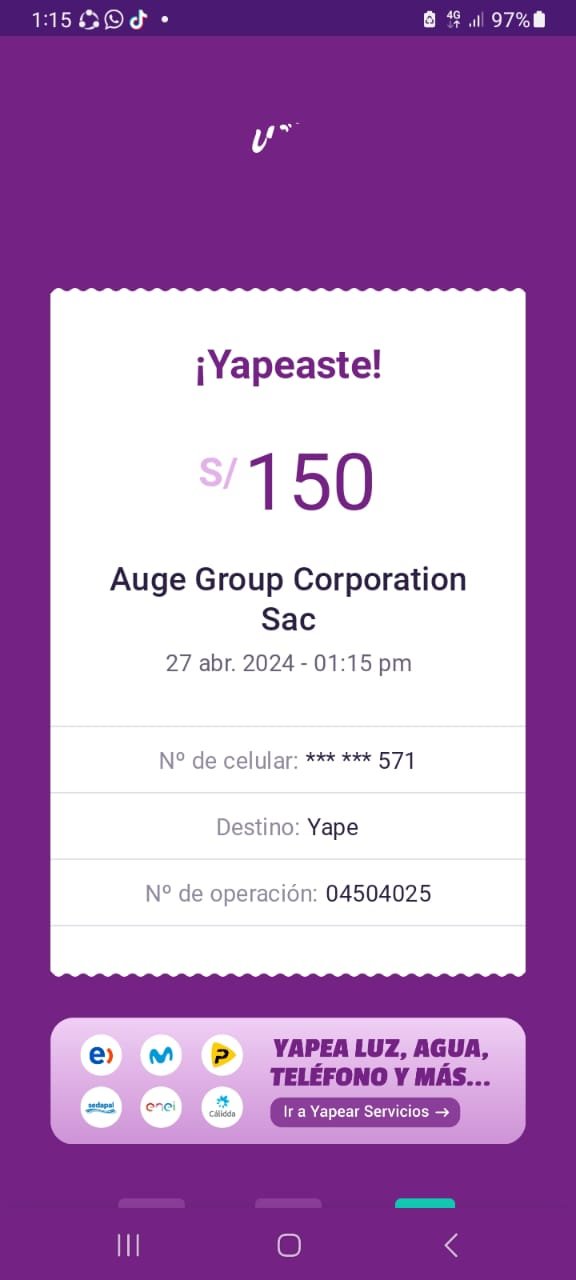 1:15
4G
97%
¡Yapeaste!
S/ 150
Auge Group Corporation
Sac
27 abr. 2024 - 01:15 pm
Nº de celular: *** *** 571
Destino: Yape
Nº de operación: 04504025
YAPEA LUZ, AGUA,
TELÉFONO Y MÁS...
sedapal
enel
Cálidda
Ir a Yapear Servicios →